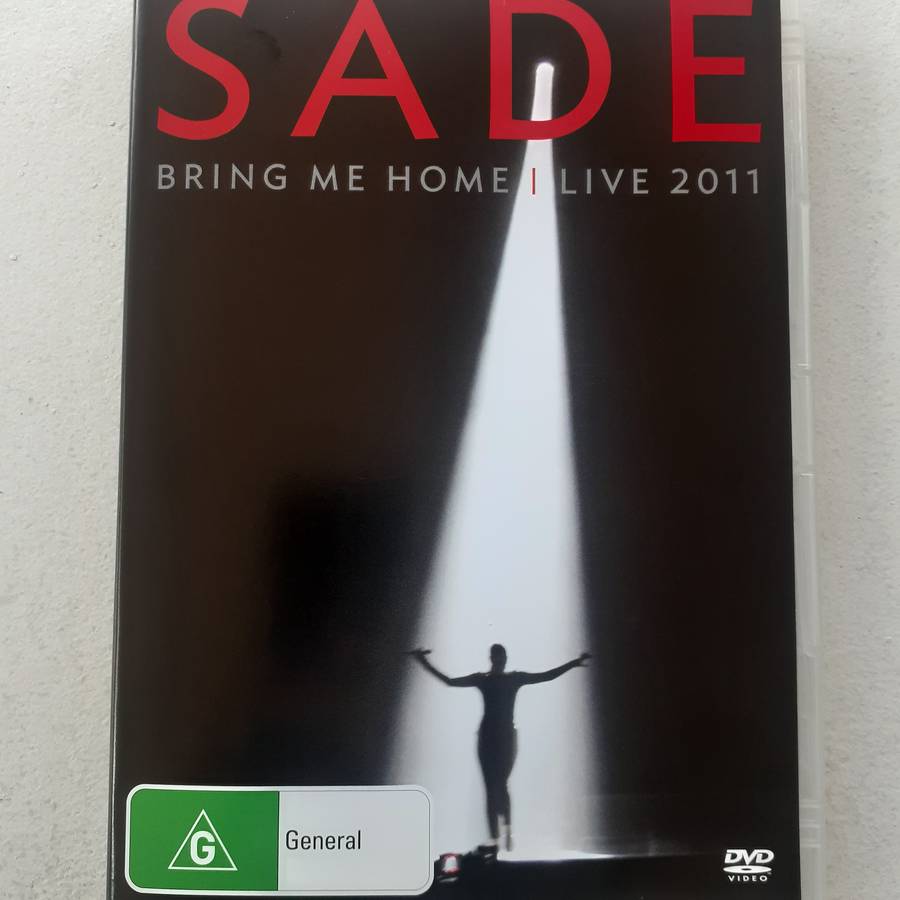 SADE
BRING ME HOME | LIVE 2011
G
General
DVD
VIDEO